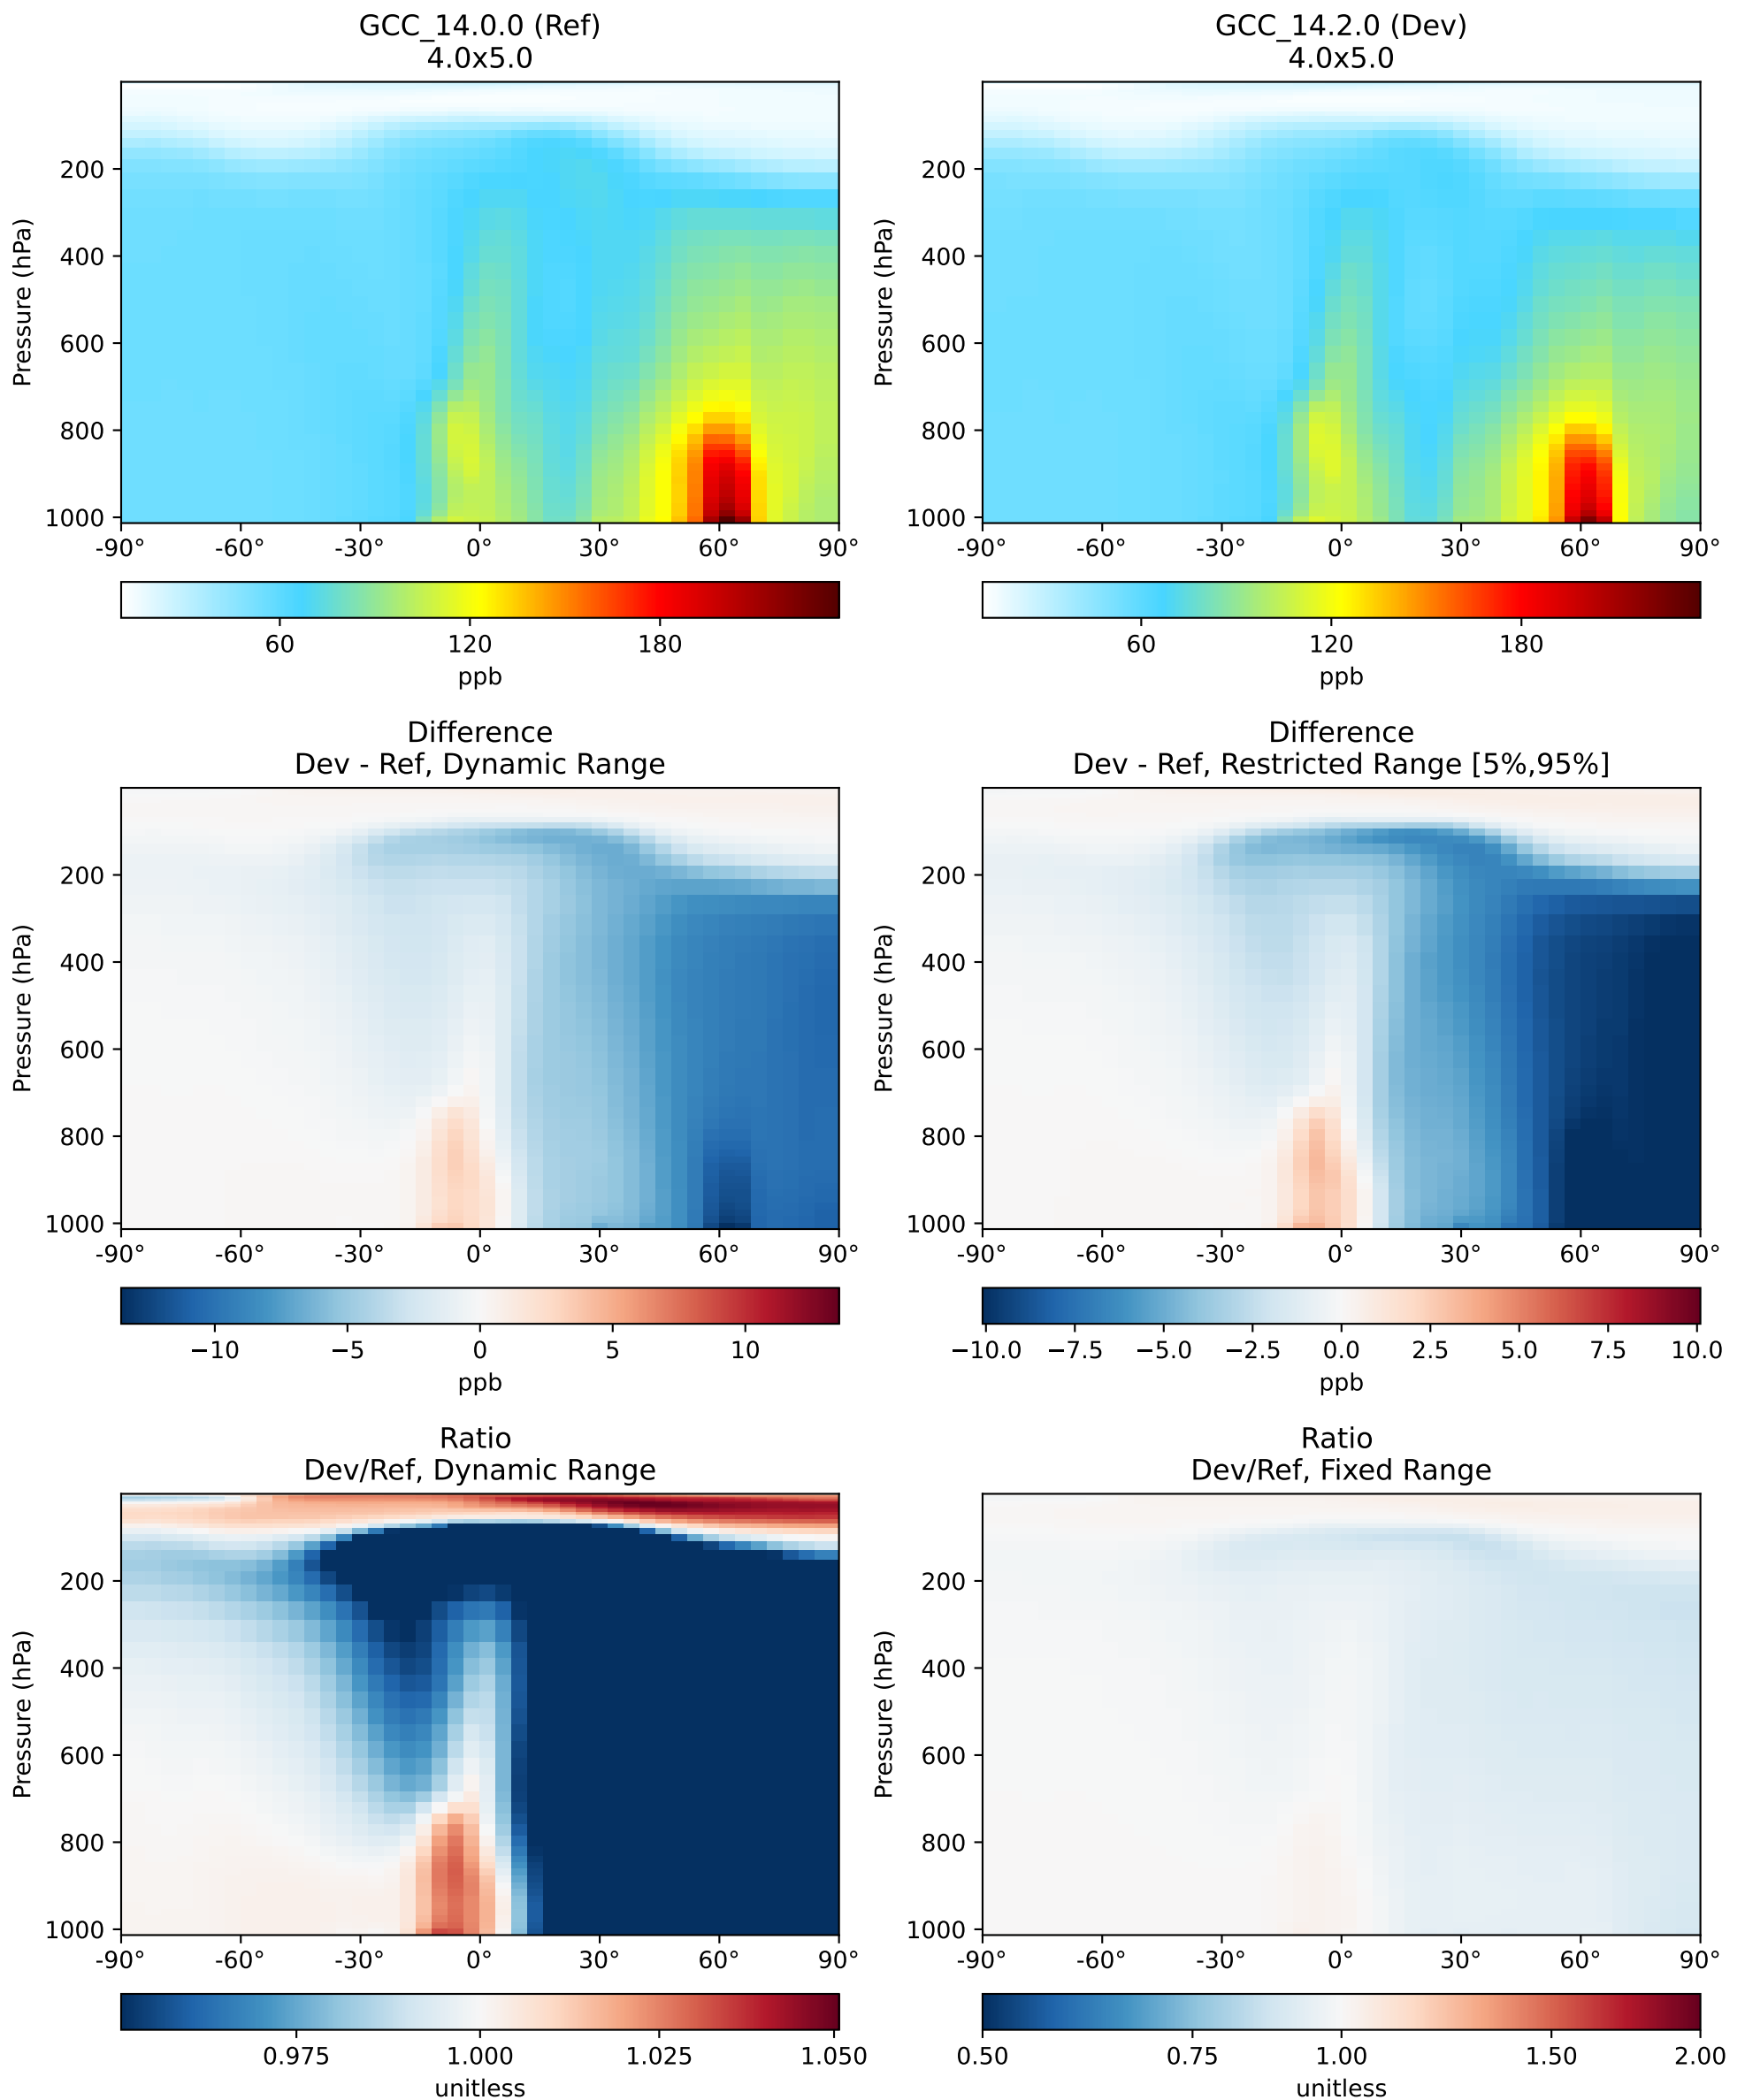 GCC_14.0.0 (Ref)
4.0x5.0
Pressure (hPa)
200
400
600
800
1000
-90° -60° -30° 0° 30° 60° 90°
60 120 180
ppb
GCC_14.2.0 (Dev)
4.0x5.0
Pressure (hPa)
200
400
600
800
1000
-90° -60° -30° 0° 30° 60° 90°
60 120 180
ppb
Difference
Dev - Ref, Dynamic Range
Pressure (hPa)
200
400
600
800
1000
-90° -60° -30° 0° 30° 60° 90°
−10 −5 0 5 10
ppb
Difference
Dev - Ref, Restricted Range [5%,95%]
Pressure (hPa)
200
400
600
800
1000
-90° -60° -30° 0° 30° 60° 90°
−10.0 −7.5 −5.0 −2.5 0.0 2.5 5.0 7.5 10.0
ppb
Ratio
Dev/Ref, Dynamic Range
Pressure (hPa)
200
400
600
800
1000
-90° -60° -30° 0° 30° 60° 90°
0.975 1.000 1.025 1.050
unitless
Ratio
Dev/Ref, Fixed Range
Pressure (hPa)
200
400
600
800
1000
-90° -60° -30° 0° 30° 60° 90°
0.50 0.75 1.00 1.50 2.00
unitless